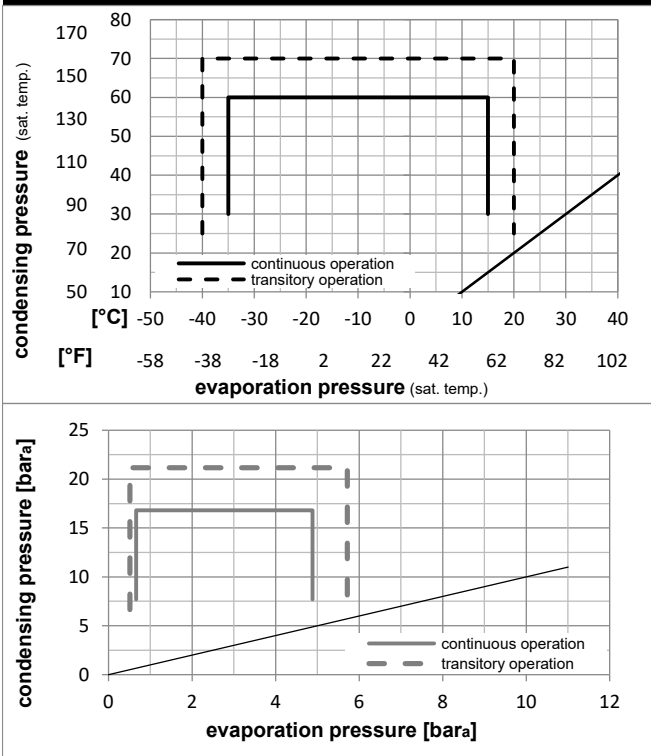 condensing pressure (sat. temp.)
170 80
150 70
60
130 50
110 40
90 30
70 20
50 10
continuous operation
transitory operation
[°C] -50 -40 -30 -20 -10 0 10 20 30 40
[°F] -58 -38 -18 2 22 42 62 82 102
evaporation pressure (sat. temp.)
condensing pressure [bara]
25
20
15
10
5
0
continuous operation
transitory operation
0 2 4 6 8 10 12
evaporation pressure [bara]